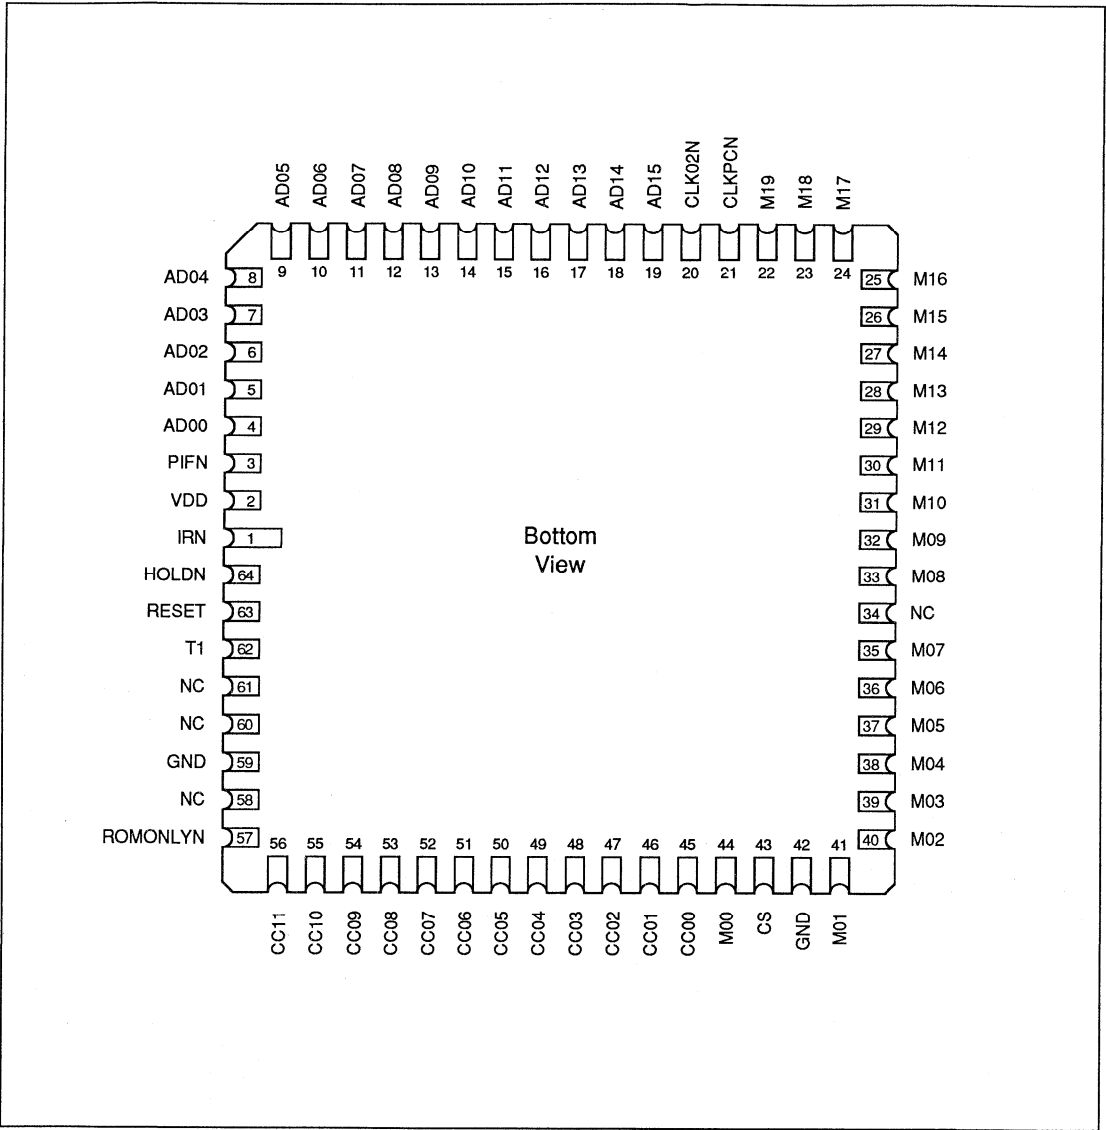 AD05 AD06 AD07 AD08 AD09 AD10 AD11 AD12 AD13 AD14 AD15 CLK02N CLKPCN M19 M18 M17
9 10 11 12 13 14 15 16 17 18 19 20 21 22 23 24
AD04 8 25 M16
AD03 7 26 M15
AD02 6 27 M14
AD01 5 28 M13
AD00 4 29 M12
PIFN 3 30 M11
VDD 2 31 M10
IRN 1 32 M09
Bottom
View
HOLDN 64 33 M08
RESET 63 34 NC
T1 62 35 M07
NC 61 36 M06
NC 60 37 M05
GND 59 38 M04
NC 58 39 M03
ROMONLYN 57 40 M02
56 55 54 53 52 51 50 49 48 47 46 45 44 43 42 41
CC11 CC10 CC09 CC08 CC07 CC06 CC05 CC04 CC03 CC02 CC01 CC00 M00 CS GND M01